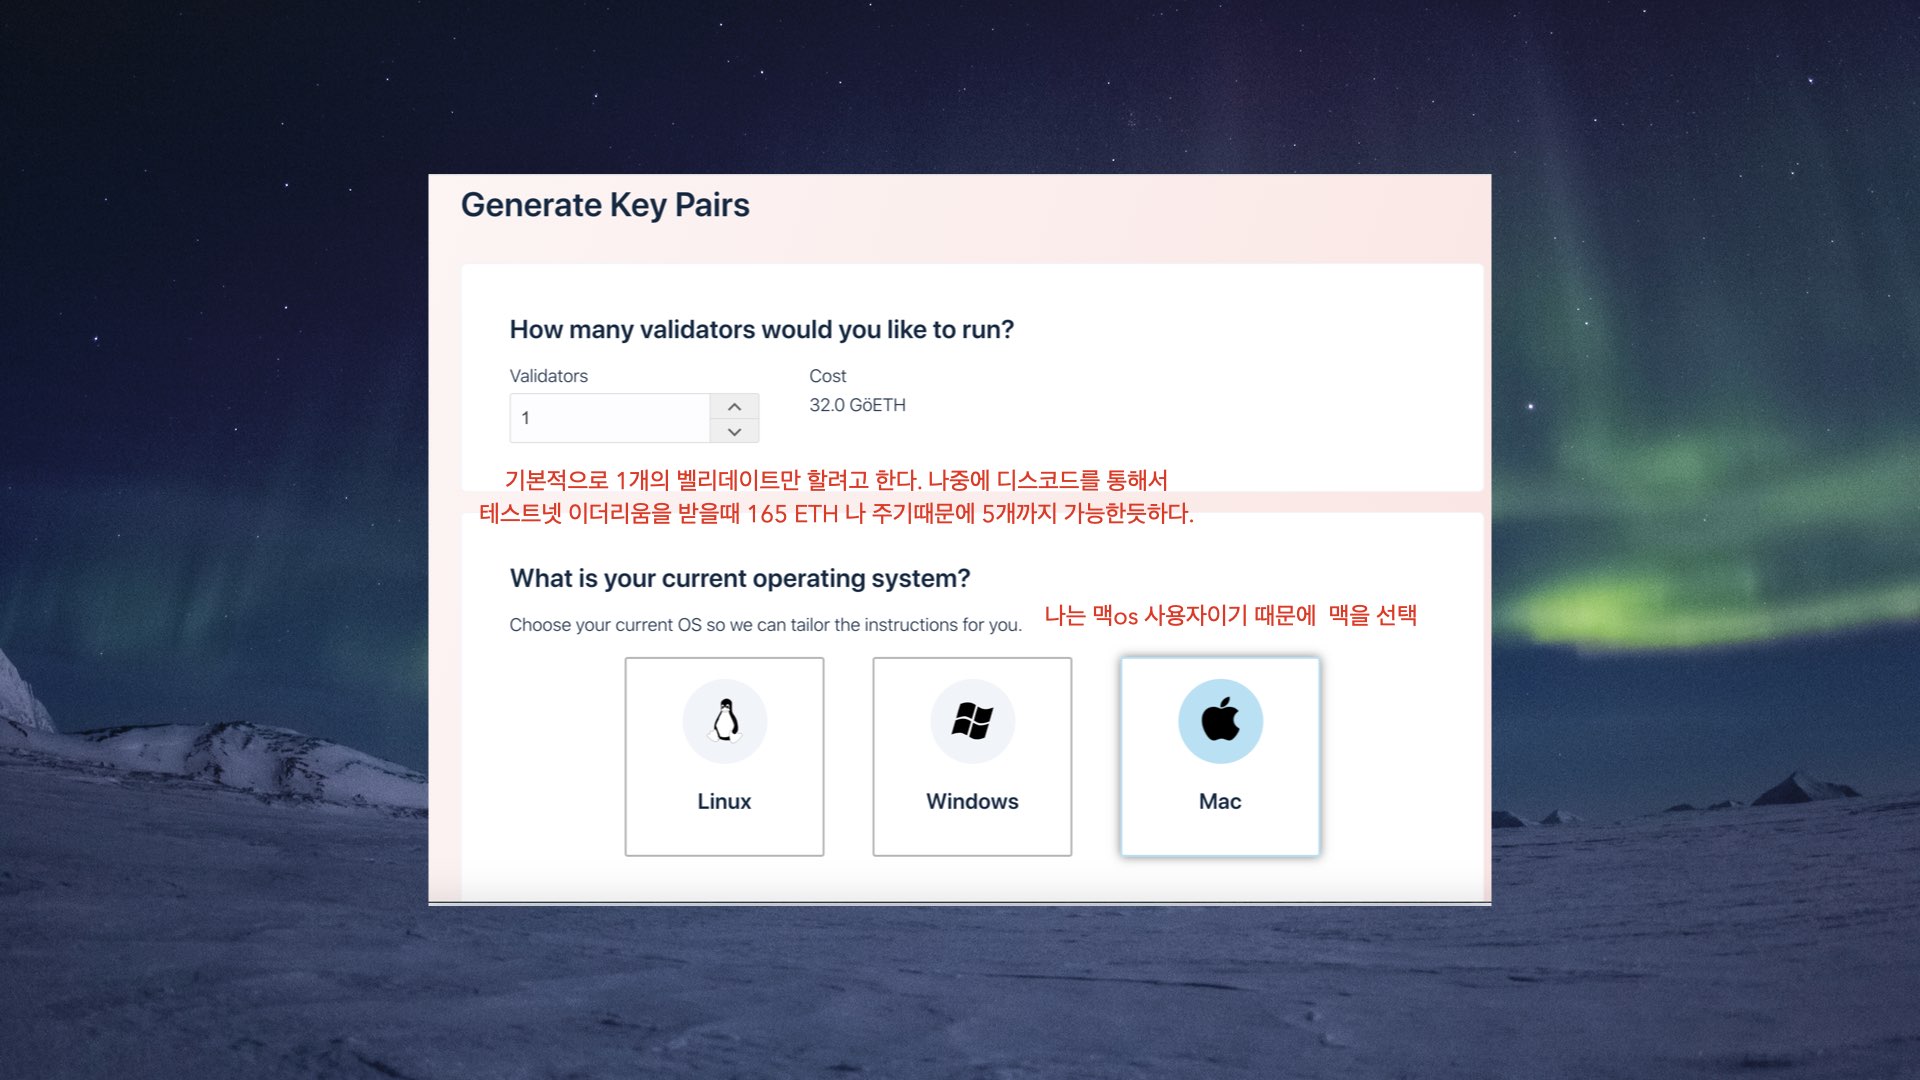 Generate Key Pairs
How many validators would you like to run?
Validators
Cost
1
32.0 GöETH
기본적으로 1개의 벨리데이트만 할려고 한다. 나중에 디스코드를 통해서
테스트넷 이더리움을 받을때 165 ETH 나 주기때문에 5개까지 가능한듯하다.
What is your current operating system?
Choose your current OS so we can tailor the instructions for you.
나는 맥os 사용자이기 때문에 맥을 선택
Linux
Windows
Mac